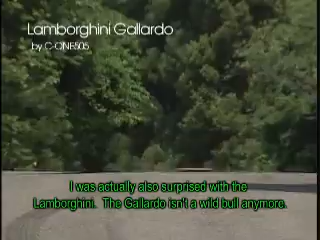 Lamborghini Gallardo
by C-ONE505
I was actually also surprised with the
Lamborghini. The Gallardo isn't a wild bull anymore.